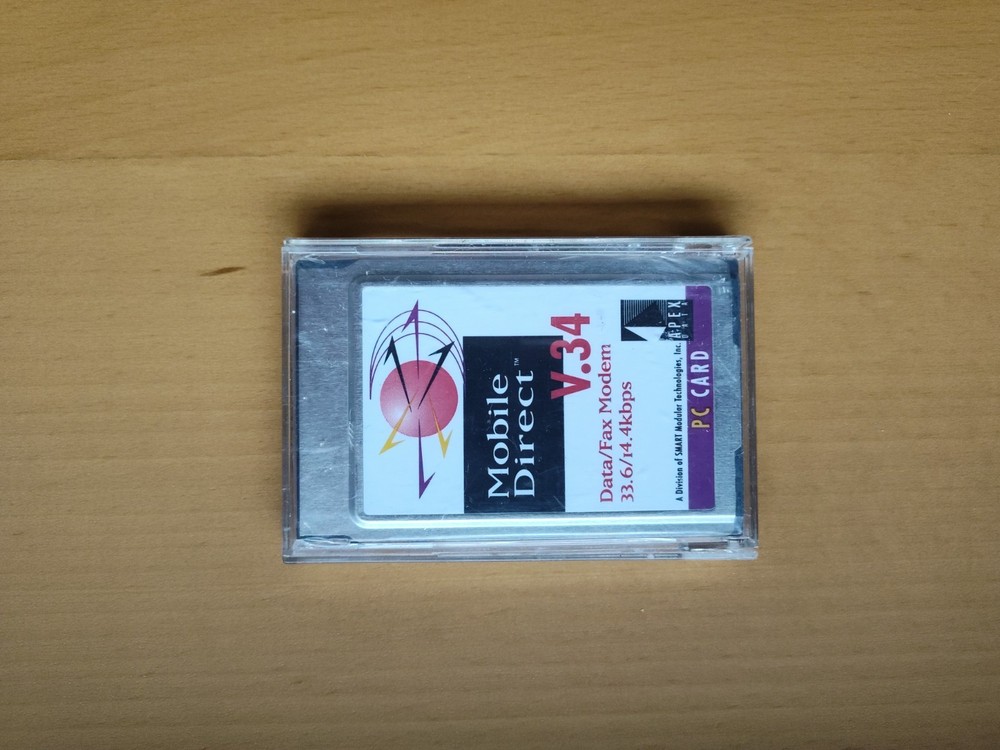 Mobile
Direct™
V.34
Data/Fax Modem
33.6/14.4kbps
APEX
DATA
A Division of SMART Modular Technologies, Inc.
PC CARD